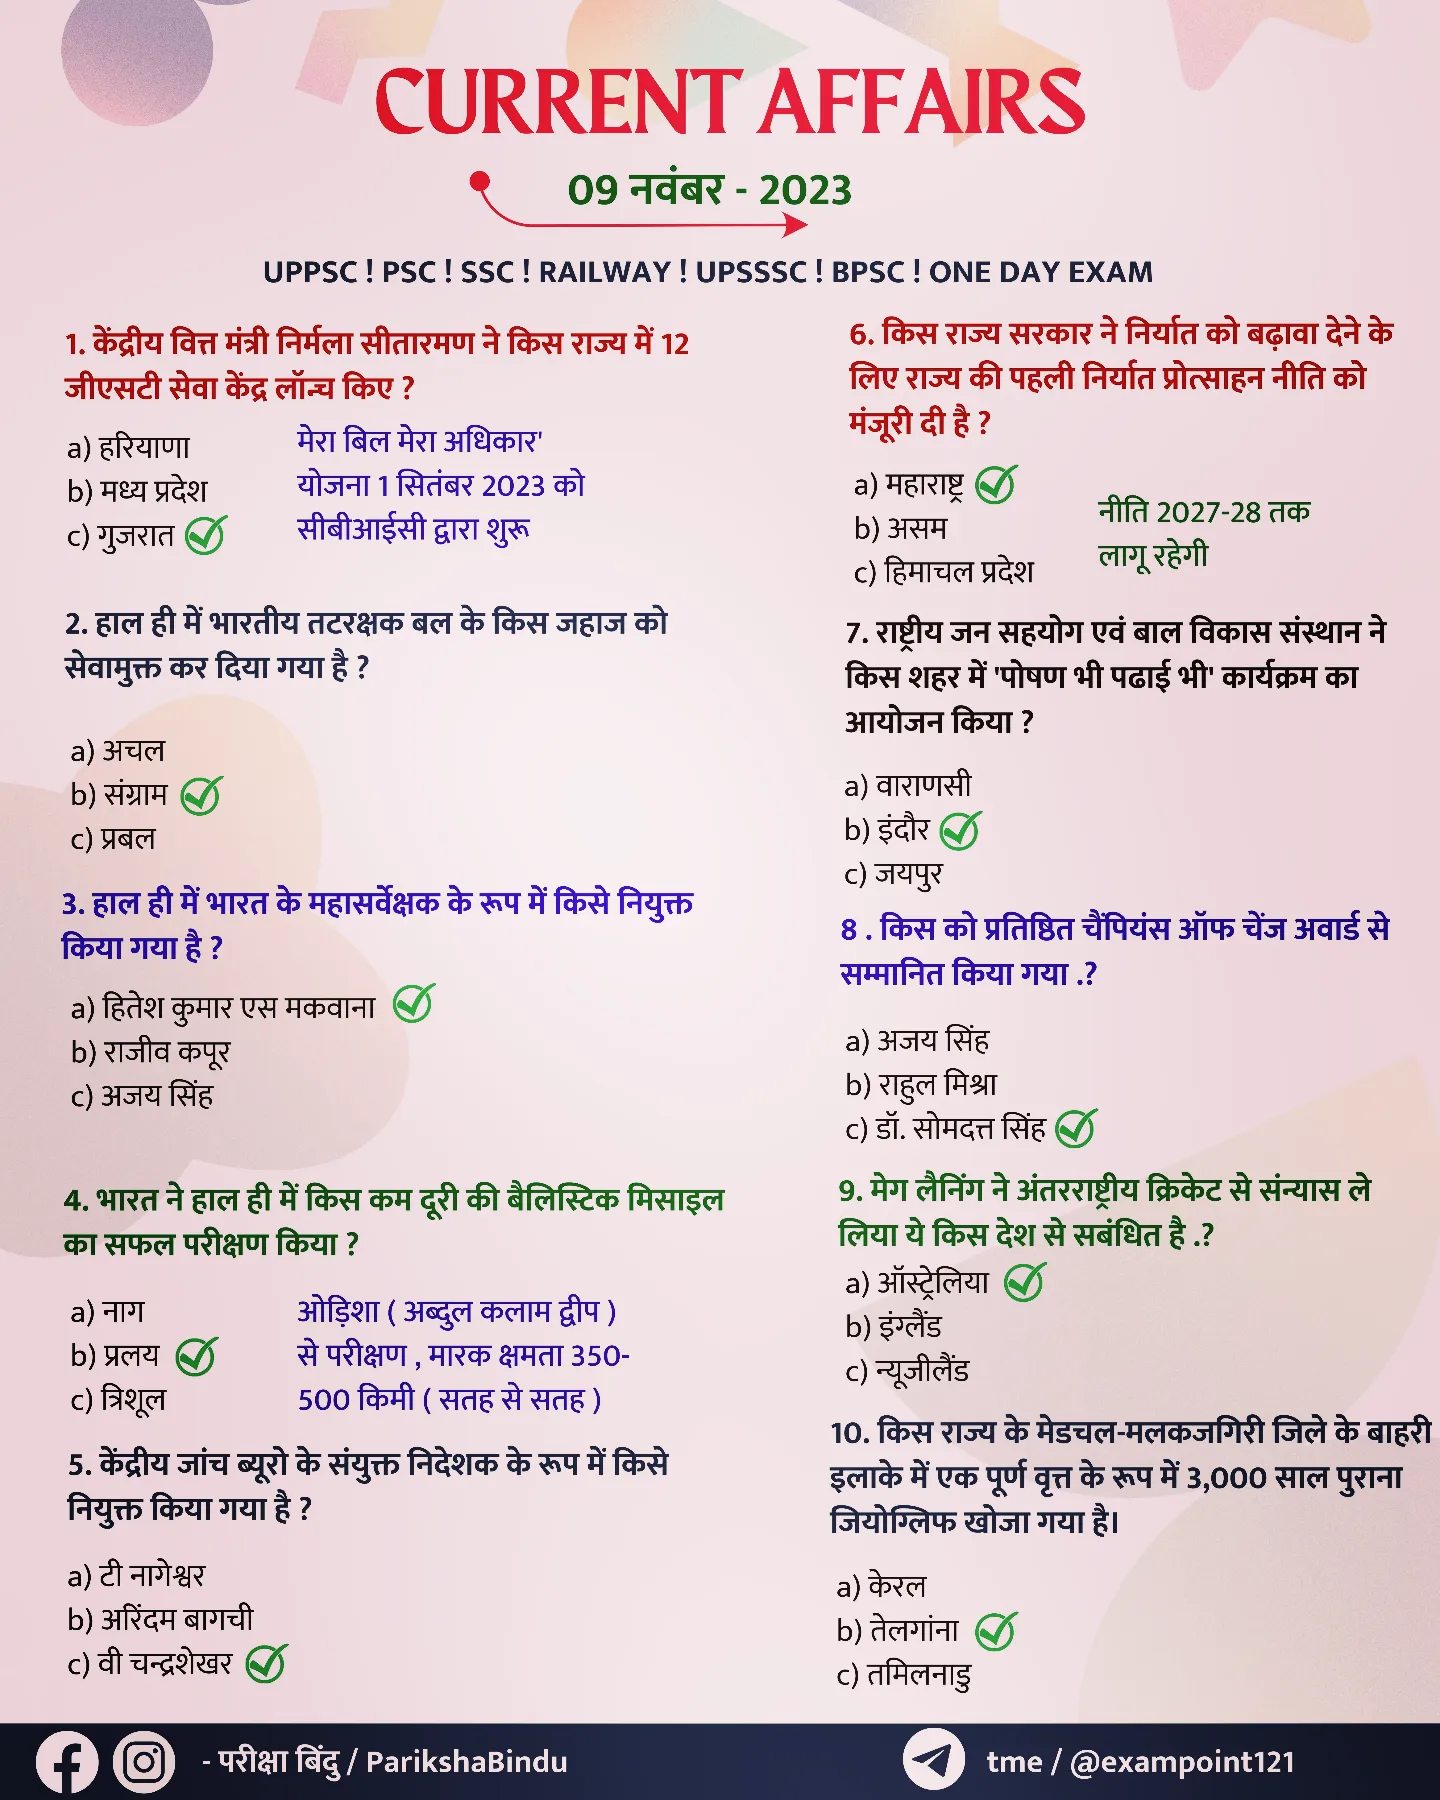 CURRENT AFFAIRS
09 नवंबर - 2023
UPPSC ! PSC ! SSC ! RAILWAY ! UPSSSC ! BPSC ! ONE DAY EXAM
1. केंद्रीय वित्त मंत्री निर्मला सीतारमण ने किस राज्य में 12
जीएसटी सेवा केंद्र लॉन्च किए ?
a) हरियाणा
b) मध्य प्रदेश
c) गुजरात
मेरा बिल मेरा अधिकार'
योजना 1 सितंबर 2023 को
सीबीआईसी द्वारा शुरू
2. हाल ही में भारतीय तटरक्षक बल के किस जहाज को
सेवामुक्त कर दिया गया है ?
a) अचल
b) संग्राम
c) प्रबल
3. हाल ही में भारत के महासर्वेक्षक के रूप में किसे नियुक्त
किया गया है ?
a) हितेश कुमार एस मकवाना
b) राजीव कपूर
c) अजय सिंह
4. भारत ने हाल ही में किस कम दूरी की बैलिस्टिक मिसाइल
का सफल परीक्षण किया ?
a) नाग
b) प्रलय
c) त्रिशूल
ओड़िशा ( अब्दुल कलाम द्वीप )
से परीक्षण , मारक क्षमता 350-
500 किमी ( सतह से सतह )
5. केंद्रीय जांच ब्यूरो के संयुक्त निदेशक के रूप में किसे
नियुक्त किया गया है ?
a) टी नागेश्वर
b) अरिंदम बागची
c) वी चन्द्रशेखर
6. किस राज्य सरकार ने निर्यात को बढ़ावा देने के
लिए राज्य की पहली निर्यात प्रोत्साहन नीति को
मंजूरी दी है ?
a) महाराष्ट्र
b) असम
c) हिमाचल प्रदेश
नीति 2027-28 तक
लागू रहेगी
7. राष्ट्रीय जन सहयोग एवं बाल विकास संस्थान ने
किस शहर में 'पोषण भी पढाई भी' कार्यक्रम का
आयोजन किया ?
a) वाराणसी
b) इंदौर
c) जयपुर
8 . किस को प्रतिष्ठित चैंपियंस ऑफ चेंज अवार्ड से
सम्मानित किया गया .?
a) अजय सिंह
b) राहुल मिश्रा
c) डॉ. सोमदत्त सिंह
9. मेग लैनिंग ने अंतरराष्ट्रीय क्रिकेट से संन्यास ले
लिया ये किस देश से सबंधित है .?
a) ऑस्ट्रेलिया
b) इंग्लैंड
c) न्यूजीलैंड
10. किस राज्य के मेडचल-मलकजगिरी जिले के बाहरी
इलाके में एक पूर्ण वृत्त के रूप में 3,000 साल पुराना
जियोग्लिफ खोजा गया है।
a) केरल
b) तेलगांना
c) तमिलनाडु
- परीक्षा बिंदु / ParikshaBindu
tme / @exampoint121